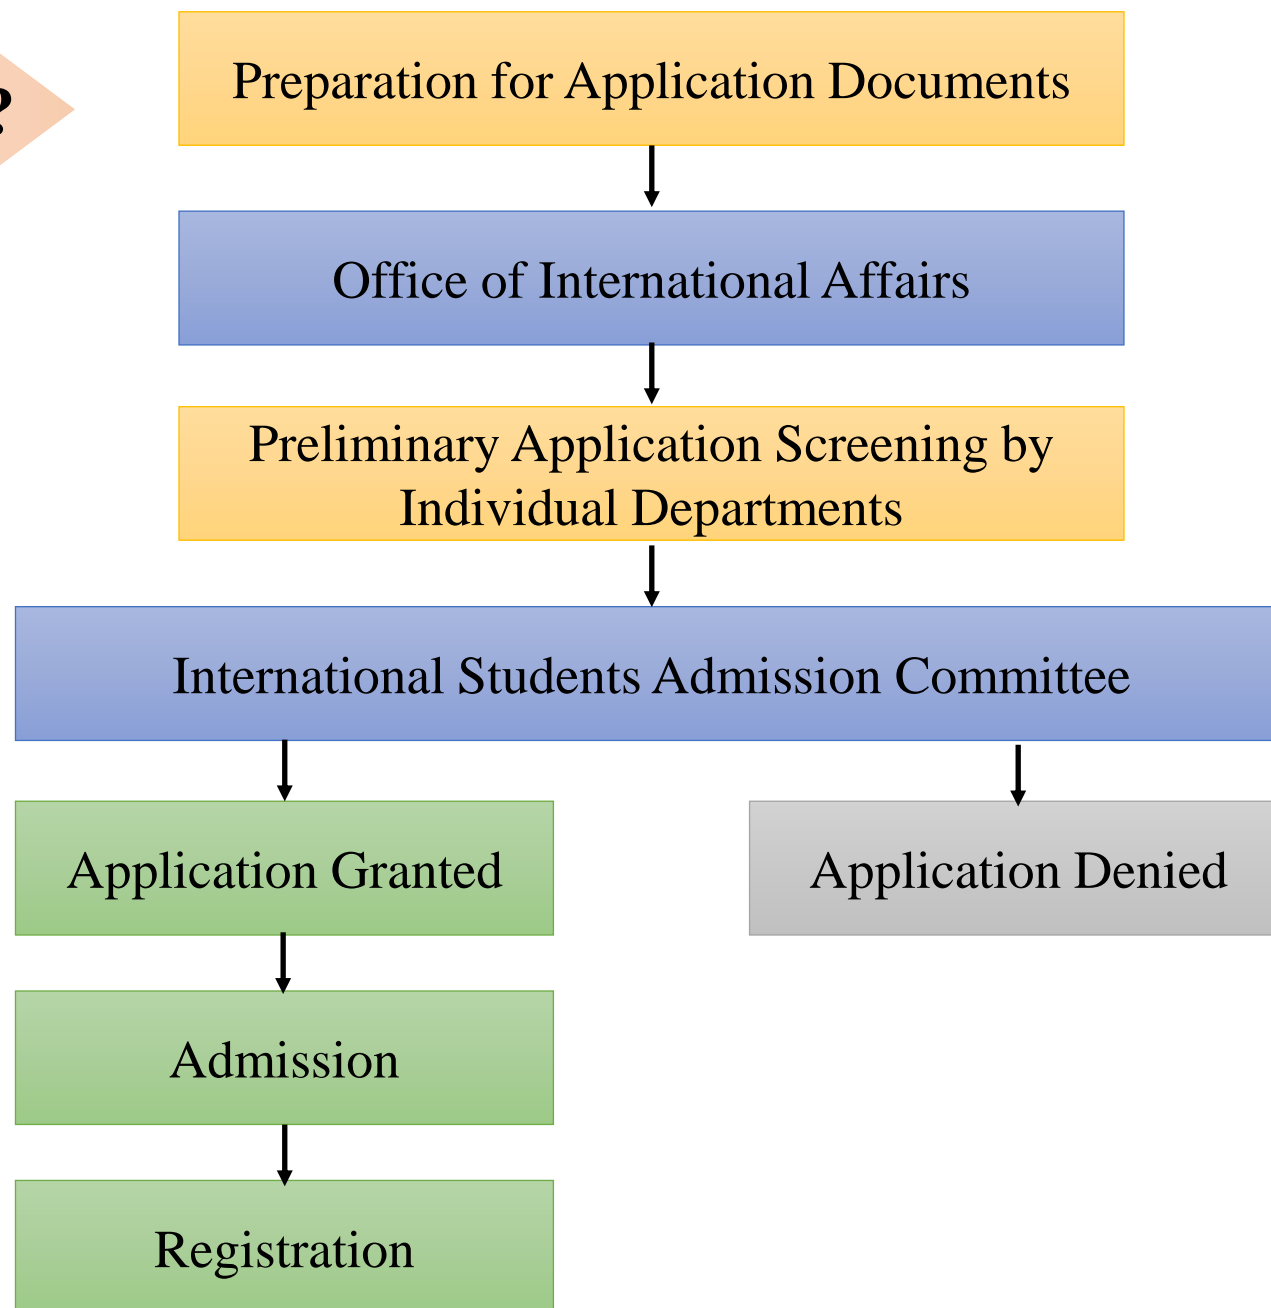 ?
Preparation for Application Documents
Office of International Affairs
Preliminary Application Screening by
Individual Departments
International Students Admission Committee
Application Granted
Application Denied
Admission
Registration